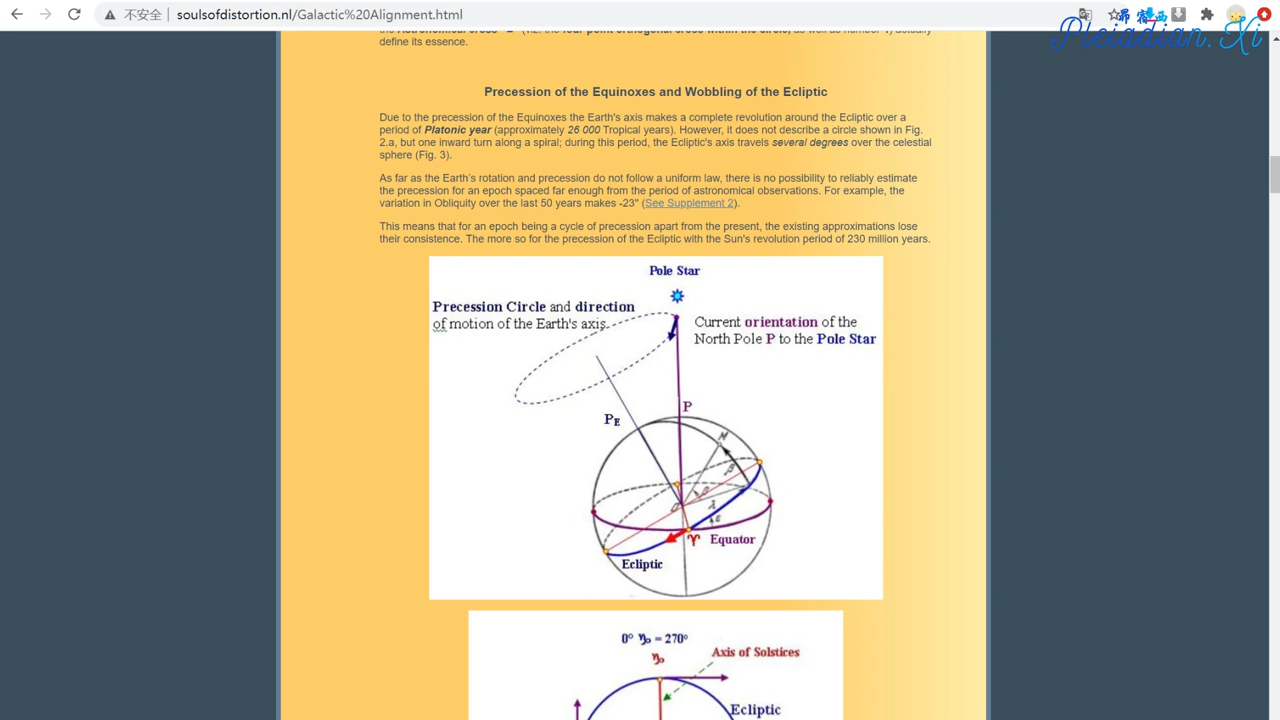 不安全 | soulsofdistortion.nl/Galactic%20Alignment.html
昴宿西
Pleiadian. Xi
define its essence.
Precession of the Equinoxes and Wobbling of the Ecliptic
Due to the precession of the Equinoxes the Earth's axis makes a complete revolution around the Ecliptic over a
period of Platonic year (approximately 26 000 Tropical years). However, it does not describe a circle shown in Fig.
2.a, but one inward turn along a spiral; during this period, the Ecliptic's axis travels several degrees over the celestial
sphere (Fig. 3).
As far as the Earth's rotation and precession do not follow a uniform law, there is no possibility to reliably estimate
the precession for an epoch spaced far enough from the period of astronomical observations. For example, the
variation in Obliquity over the last 50 years makes -23" (See Supplement 2).
This means that for an epoch being a cycle of precession apart from the present, the existing approximations lose
their consistence. The more so for the precession of the Ecliptic with the Sun's revolution period of 230 million years.
Pole Star
Precession Circle and direction
of motion of the Earth's axis.
Current orientation of the
North Pole P to the Pole Star
P
PE
N
β
λ
ε
♈
Equator
Ecliptic
0° ♑ = 270°
♑
Axis of Solstices
Ecliptic